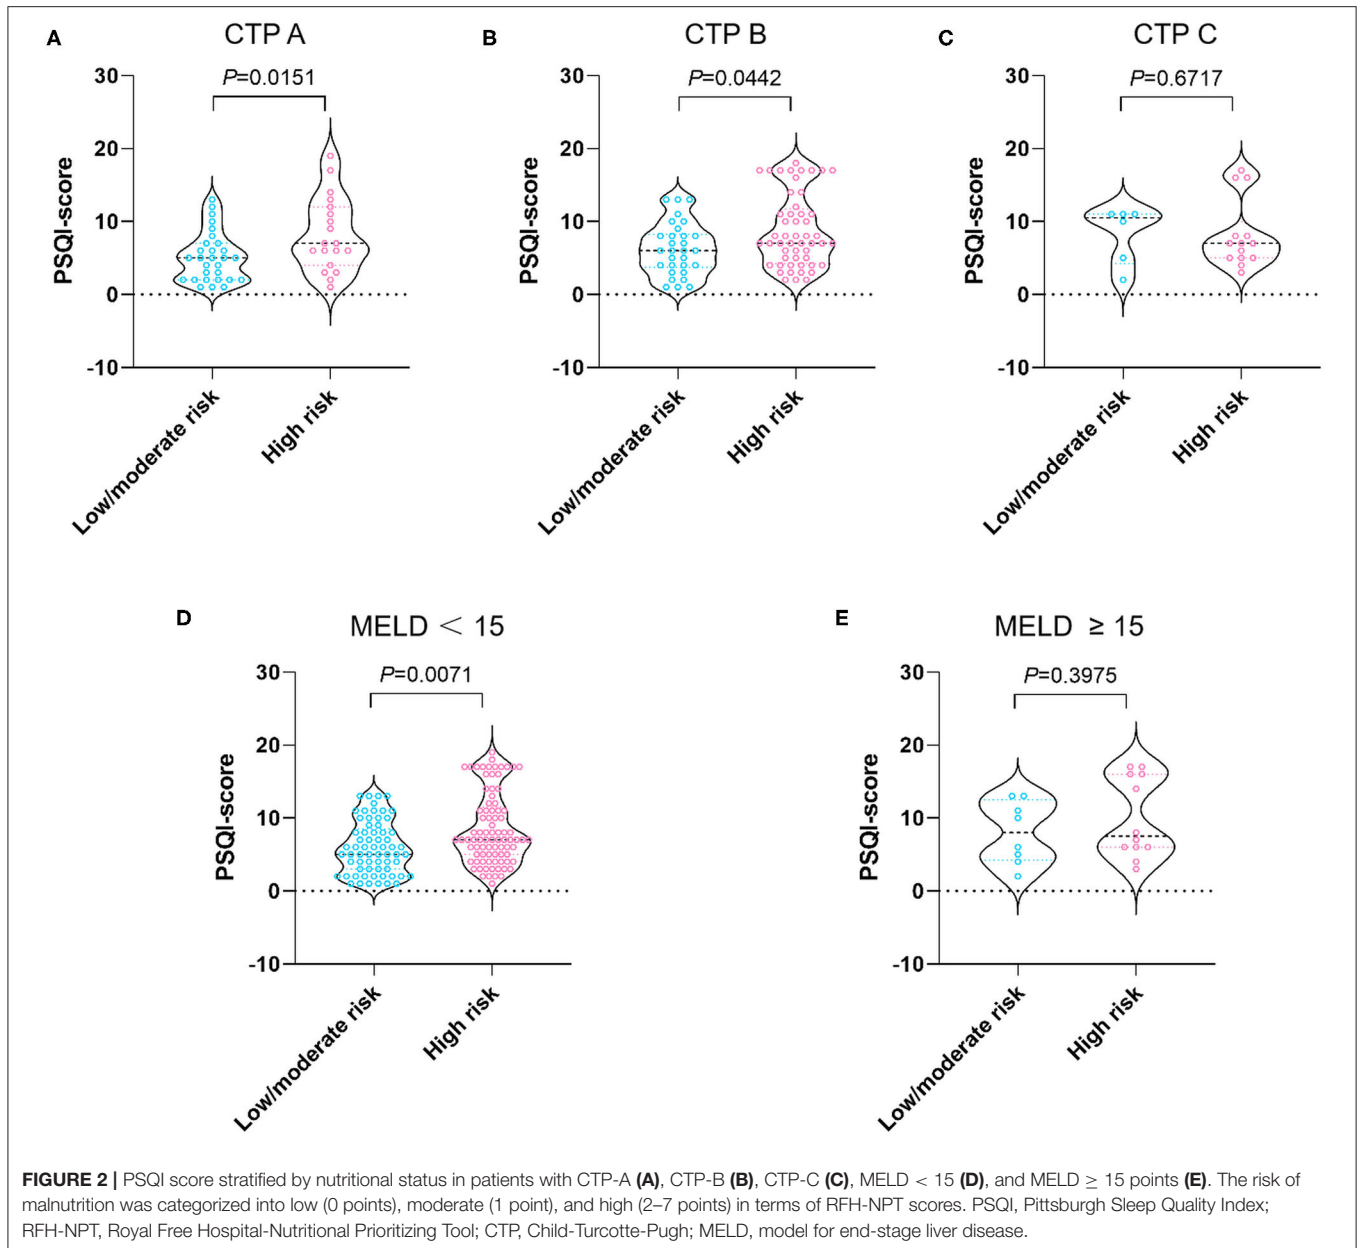 A
CTP A
P=0.0151
30
20
10
0
-10
PSQI-score
Low/moderate risk
High risk
B
CTP B
P=0.0442
30
20
10
0
-10
PSQI-score
Low/moderate risk
High risk
C
CTP C
P=0.6717
30
20
10
0
-10
PSQI-score
Low/moderate risk
High risk
D
MELD < 15
P=0.0071
30
20
10
0
-10
PSQI-score
Low/moderate risk
High risk
E
MELD ≥ 15
P=0.3975
30
20
10
0
-10
PSQI-score
Low/moderate risk
High risk
FIGURE 2 | PSQI score stratified by nutritional status in patients with CTP-A (A), CTP-B (B), CTP-C (C), MELD < 15 (D), and MELD ≥ 15 points (E). The risk of
malnutrition was categorized into low (0 points), moderate (1 point), and high (2–7 points) in terms of RFH-NPT scores. PSQI, Pittsburgh Sleep Quality Index;
RFH-NPT, Royal Free Hospital-Nutritional Prioritizing Tool; CTP, Child-Turcotte-Pugh; MELD, model for end-stage liver disease.